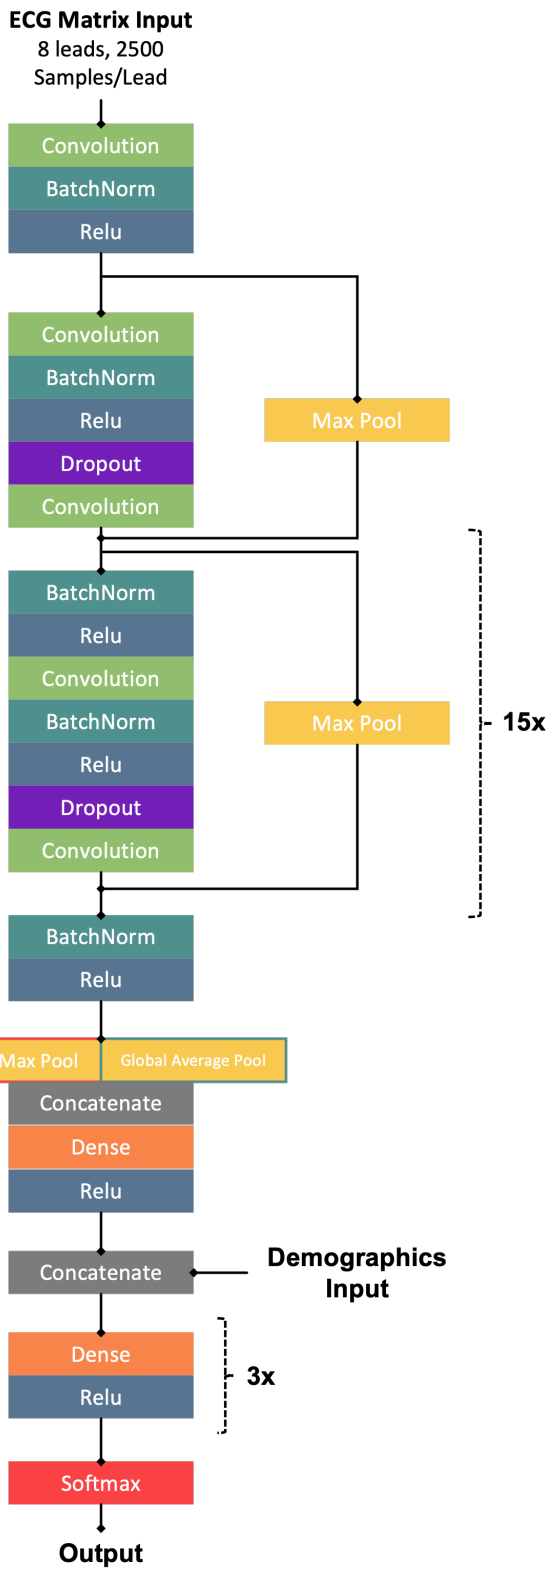 ECG Matrix Input
8 leads, 2500
Samples/Lead
Convolution
BatchNorm
Relu
Convolution
BatchNorm
Relu
Max Pool
Dropout
Convolution
BatchNorm
Relu
Convolution
BatchNorm
Max Pool
15x
Relu
Dropout
Convolution
BatchNorm
Relu
Max Pool
Global Average Pool
Concatenate
Dense
Relu
Concatenate
Demographics
Input
Dense
Relu
3x
Softmax
Output